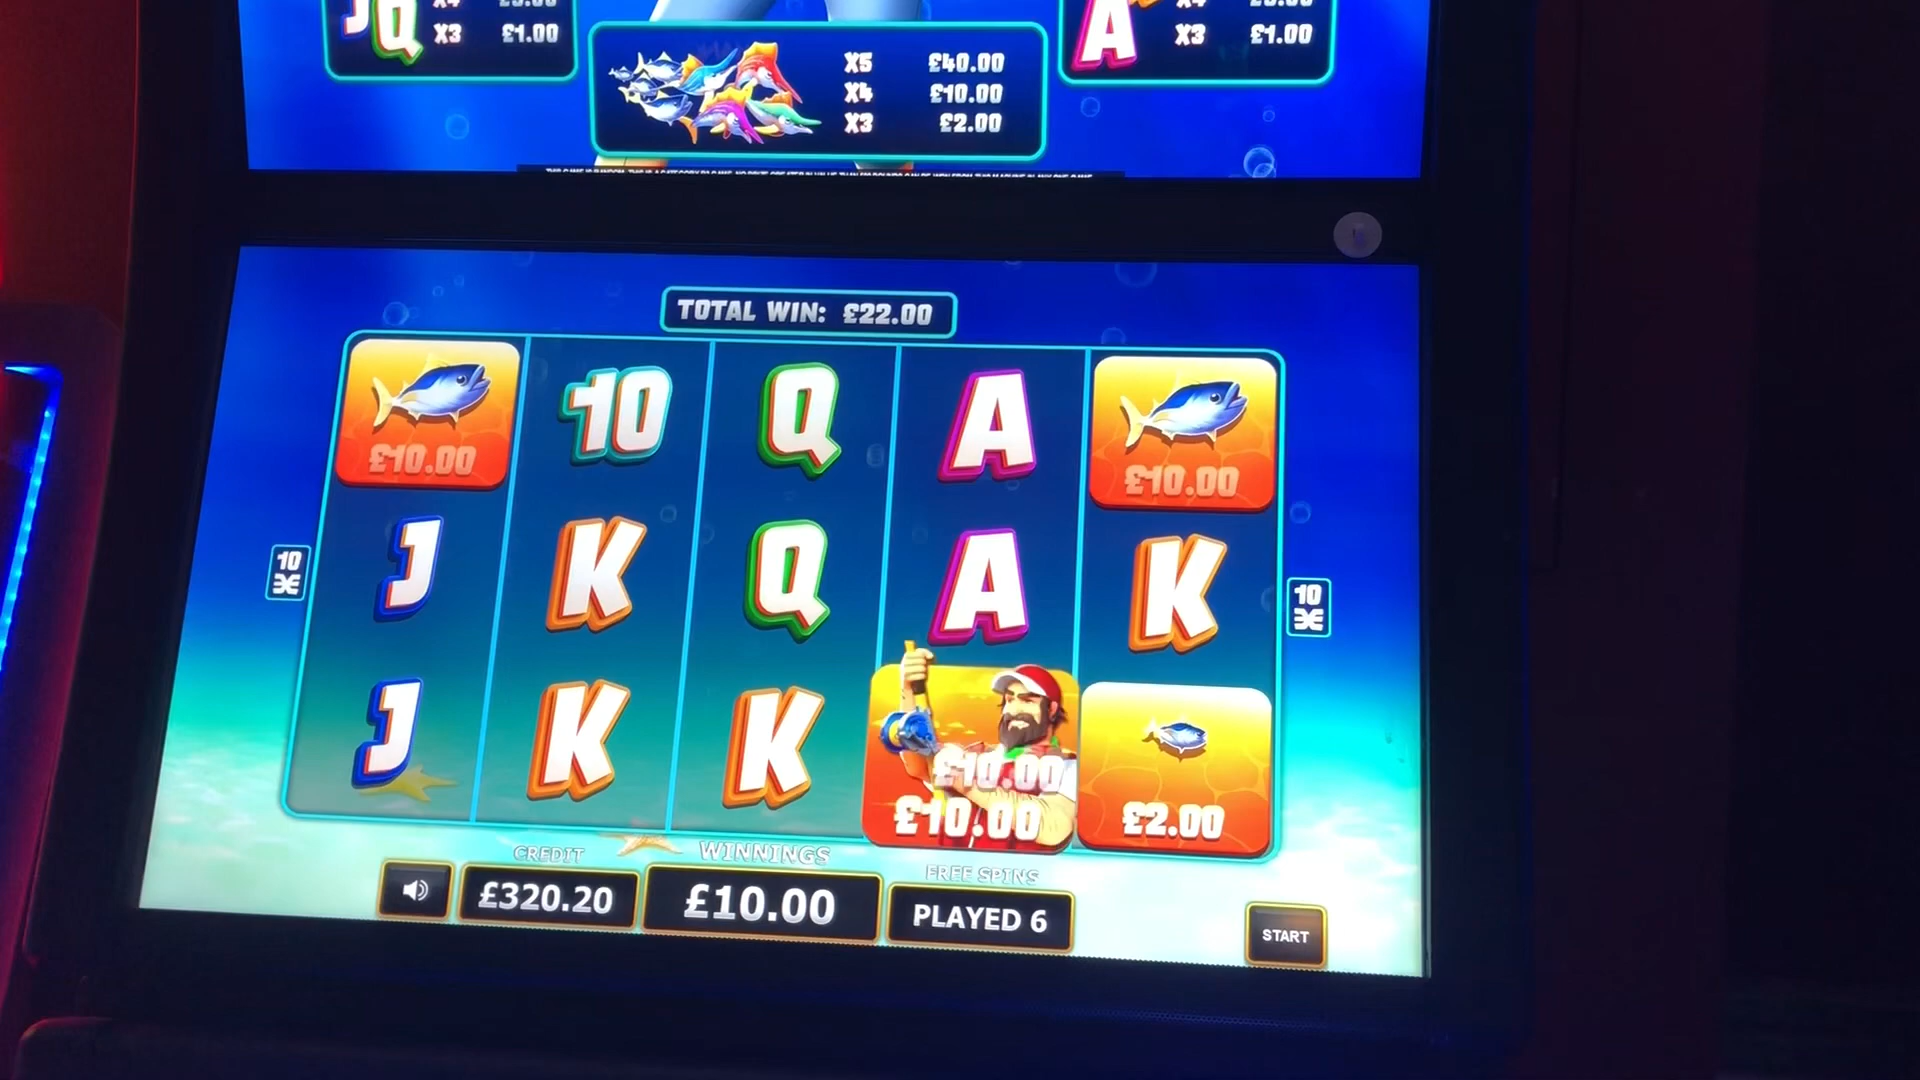 Q X3 £1.00
A X3 £1.00
X5 £40.00
X4 £10.00
X3 £2.00
TOTAL WIN: £22.00
£10.00 10 Q A £10.00
10 J K Q A K 10
J K K £10.00 £2.00
£10.00
CREDIT WINNINGS FREE SPINS
£320.20 £10.00 PLAYED 6 START